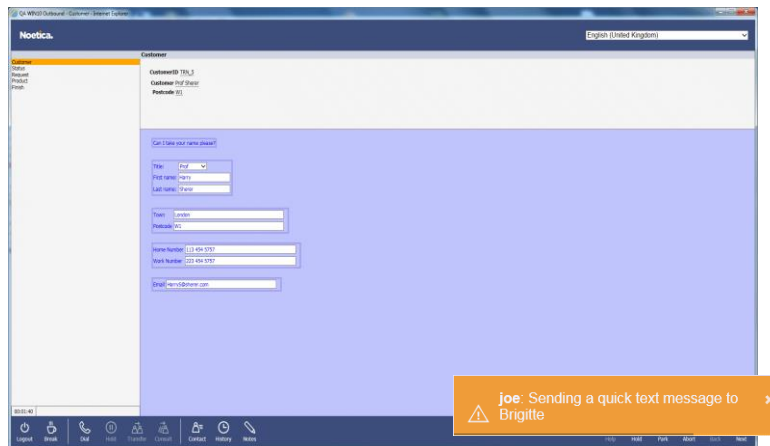 QA WIN10 Outbound - Customer - Internet Explorer
Noetica.
English (United Kingdom)
Customer
Status
Request
Product
Finish
Customer
CustomerID TRN_5
Customer Prof Sherer
Postcode W1
Can I take your name please?
Title: Prof
First name: Harry
Last name: Sherer
Town: London
Postcode W1
Home Number 113 454 5757
Work Number 223 454 5757
Email HarryS@sherer.com
joe: Sending a quick text message to
Brigitte
00:01:40
Logout Break Dial Hold Transfer Consult Contact History Notes Help Hold Park Abort Back Next